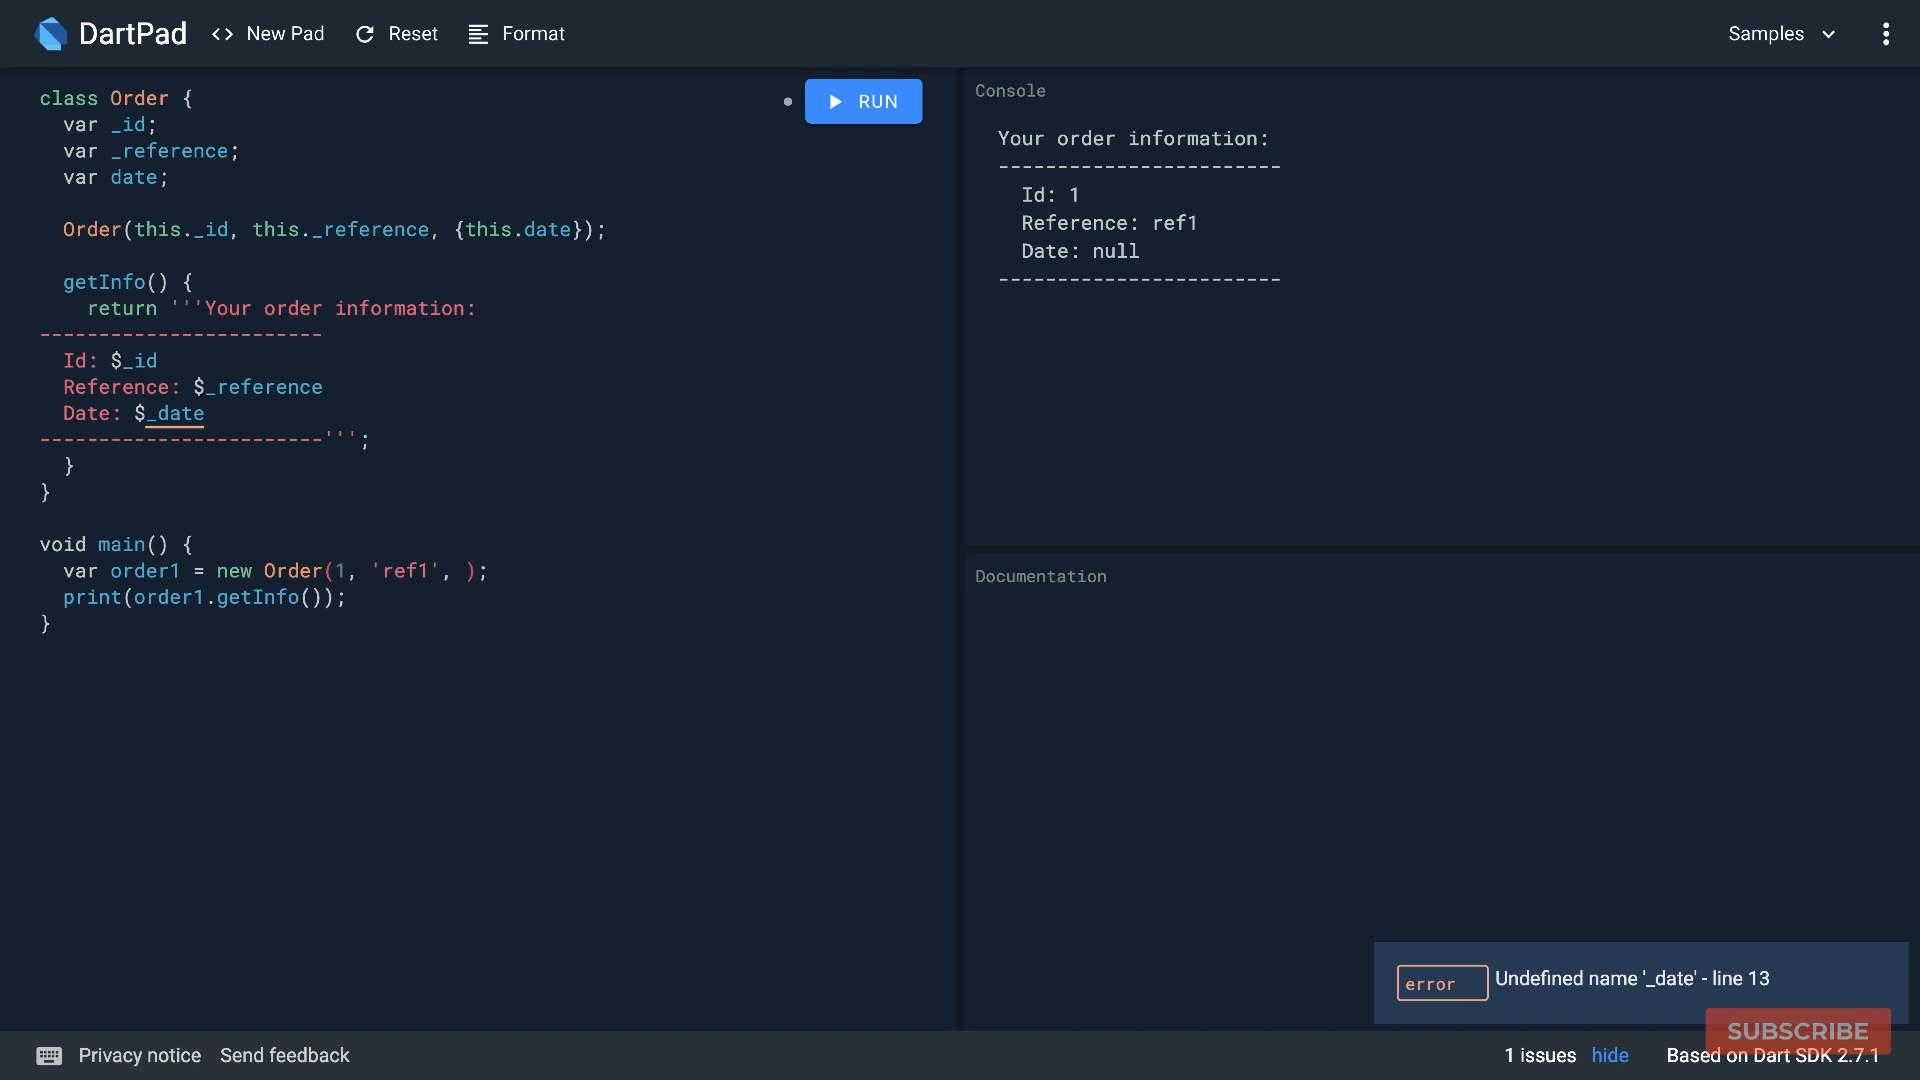 DartPad
New Pad
Reset
Format
Samples
class Order {
  var _id;
  var _reference;
  var date;

  Order(this._id, this._reference, {this.date});

  getInfo() {
    return '''Your order information:
------------------------
  Id: $_id
  Reference: $_reference
  Date: $_date
------------------------''';
  }
}

void main() {
  var order1 = new Order(1, 'ref1', );
  print(order1.getInfo());
}
RUN
Console
Your order information:
------------------------
  Id: 1
  Reference: ref1
  Date: null
------------------------
Documentation
error
Undefined name '_date' - line 13
SUBSCRIBE
Privacy notice
Send feedback
1 issues
hide
Based on Dart SDK 2.7.1